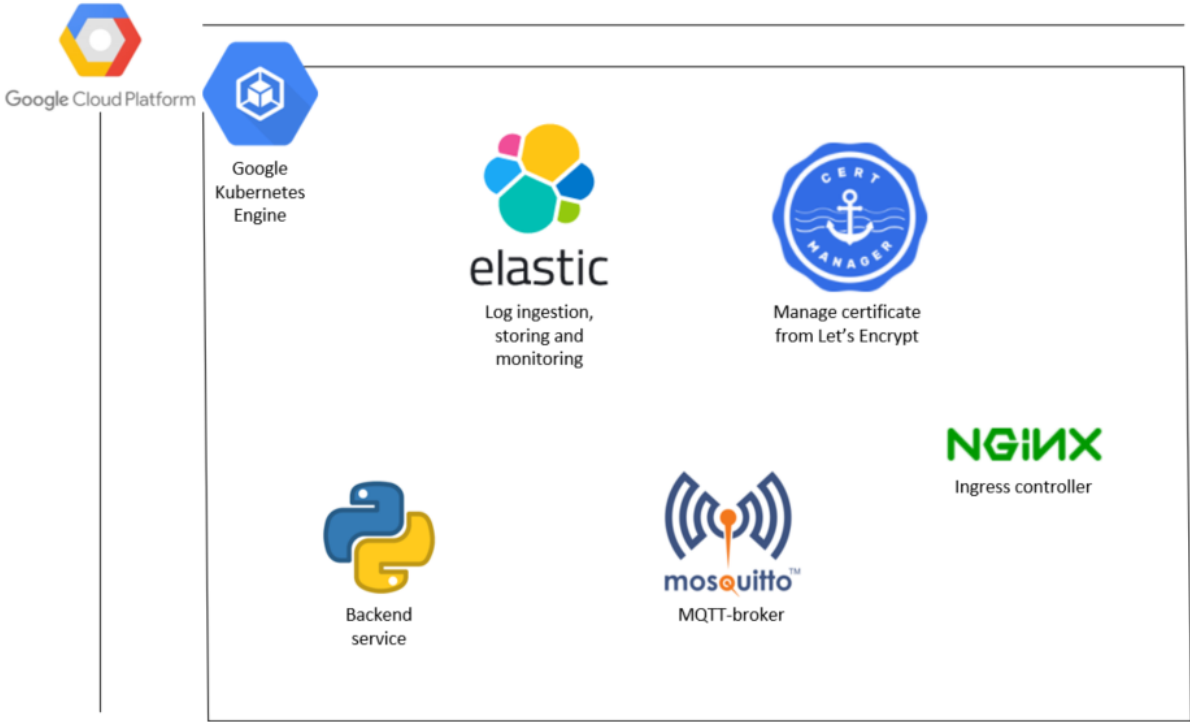 Google Cloud Platform
Google
Kubernetes
Engine
elastic
Log ingestion,
storing and
monitoring
CERT
MANAGER
Manage certificate
from Let's Encrypt
NGINX
Ingress controller
Backend
service
mosquitto™
MQTT-broker